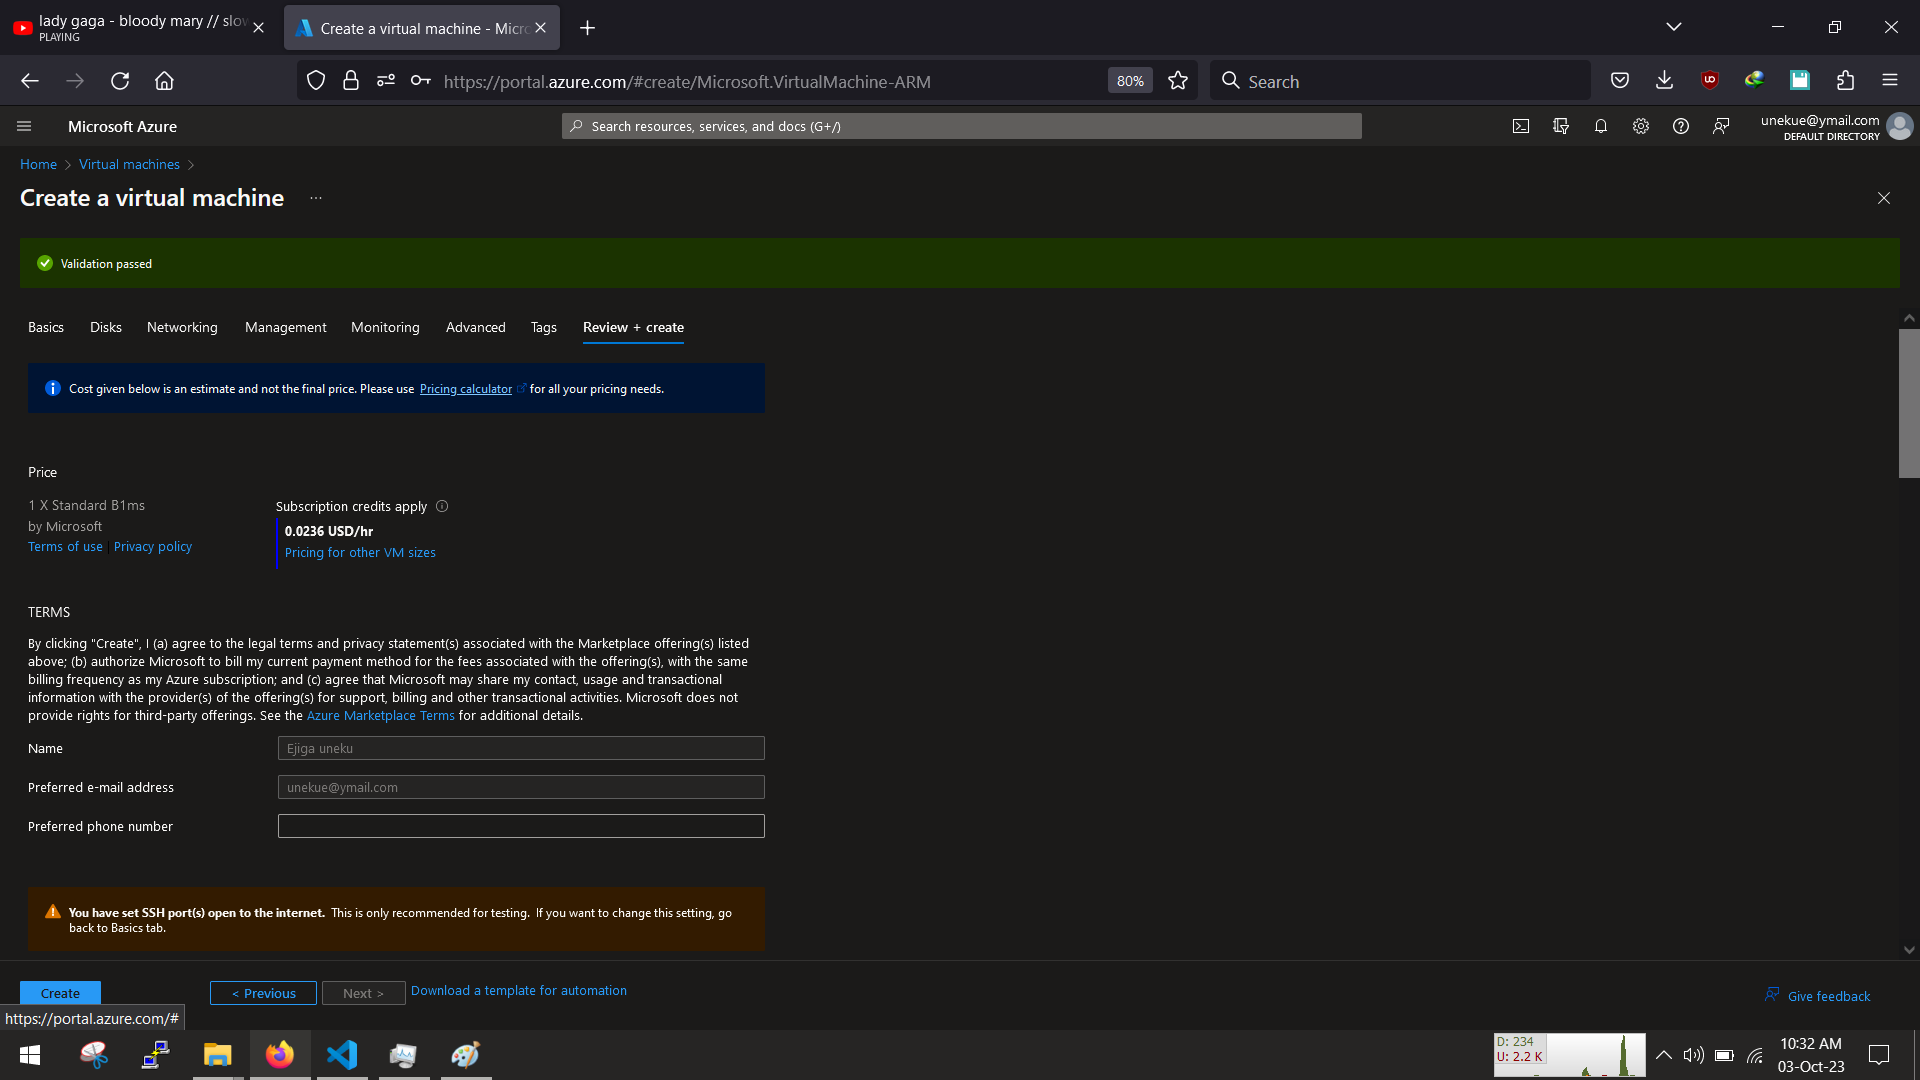 lady gaga - bloody mary // slow
PLAYING
Create a virtual machine - Micro
https://portal.azure.com/#create/Microsoft.VirtualMachine-ARM
80%
Search
Microsoft Azure
Search resources, services, and docs (G+/)
unekue@ymail.com
DEFAULT DIRECTORY
Home
Virtual machines
Create a virtual machine
...
Validation passed
Basics
Disks
Networking
Management
Monitoring
Advanced
Tags
Review + create
Cost given below is an estimate and not the final price. Please use Pricing calculator for all your pricing needs.
Price
1 X Standard B1ms
by Microsoft
Terms of use | Privacy policy
Subscription credits apply
0.0236 USD/hr
Pricing for other VM sizes
TERMS
By clicking "Create", I (a) agree to the legal terms and privacy statement(s) associated with the Marketplace offering(s) listed
above; (b) authorize Microsoft to bill my current payment method for the fees associated with the offering(s), with the same
billing frequency as my Azure subscription; and (c) agree that Microsoft may share my contact, usage and transactional
information with the provider(s) of the offering(s) for support, billing and other transactional activities. Microsoft does not
provide rights for third-party offerings. See the Azure Marketplace Terms for additional details.
Name
Ejiga uneku
Preferred e-mail address
unekue@ymail.com
Preferred phone number
You have set SSH port(s) open to the internet. This is only recommended for testing. If you want to change this setting, go
back to Basics tab.
Create
< Previous
Next >
Download a template for automation
Give feedback
https://portal.azure.com/#
D: 234
U: 2.2 K
10:32 AM
03-Oct-23